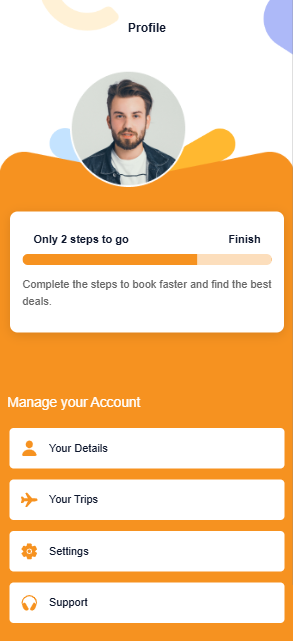 Profile
Only 2 steps to go
Finish
Complete the steps to book faster and find the best
deals.
Manage your Account
Your Details
Your Trips
Settings
Support